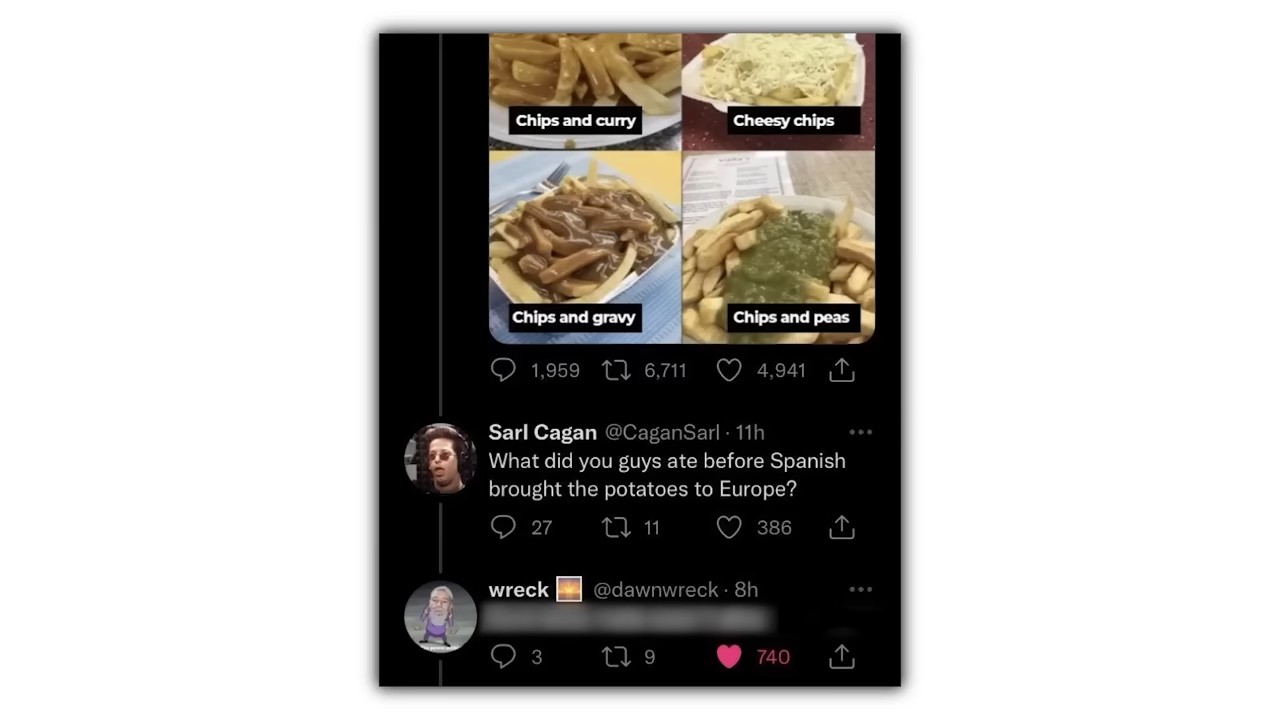 Chips and curry
Cheesy chips
Chips and gravy
Chips and peas
1,959 6,711 4,941
Sarl Cagan @CaganSarl · 11h
What did you guys ate before Spanish
brought the potatoes to Europe?
27 11 386
wreck 🌅 @dawnwreck · 8h
3 9 740